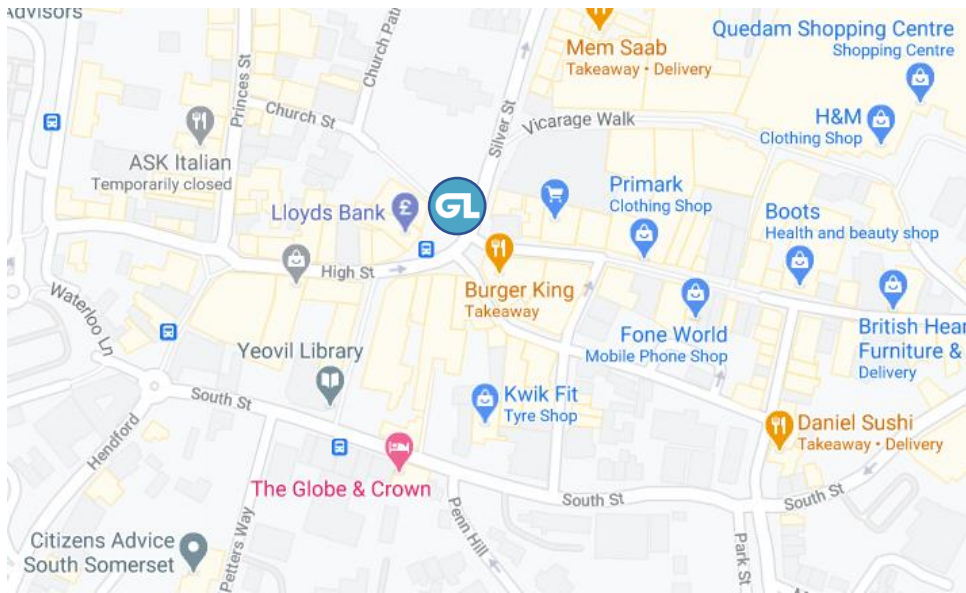 Advisors
Princes St
Church Path
Mem Saab
Takeaway • Delivery
Quedam Shopping Centre
Shopping Centre
Church St
Silver St
Vicarage Walk
H&M
Clothing Shop
ASK Italian
Temporarily closed
Lloyds Bank
£
GL
Primark
Clothing Shop
Boots
Health and beauty shop
High St
Burger King
Takeaway
Waterloo Ln
Yeovil Library
Fone World
Mobile Phone Shop
British Hear
Furniture &
Delivery
South St
Kwik Fit
Tyre Shop
Daniel Sushi
Takeaway • Delivery
Hendford
The Globe & Crown
South St
South St
Penn Hill
Petters Way
Citizens Advice
South Somerset
Park St